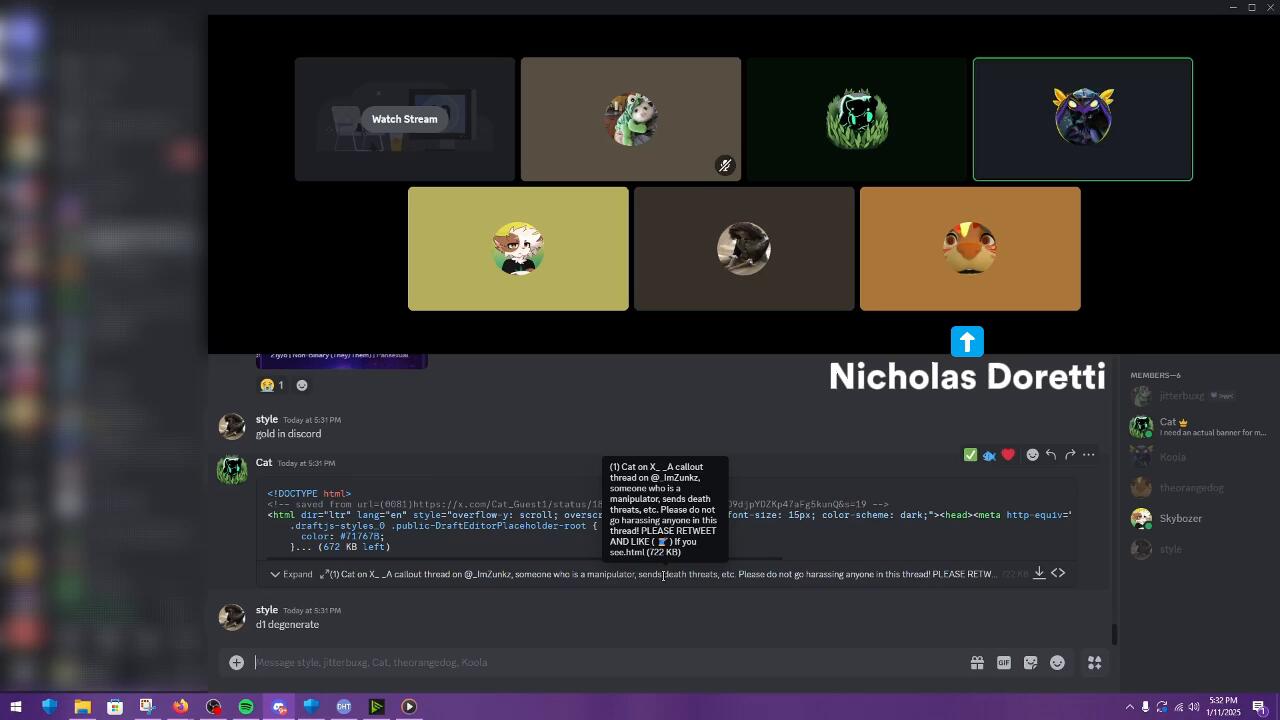 Watch Stream
Nicholas Doretti
MEMBERS—6
jitterbuxg
Cat
I need an actual banner for m...
Koola
theorangedog
Skybozer
style
1
style Today at 5:31 PM
gold in discord
Cat Today at 5:31 PM
<!DOCTYPE html>
<!-- saved from url=(0081)https://x.com/Cat_Guest1/status/18
09djpYOZKp47aFg5kunQ&s=19 -->
<html dir="ltr" lang="en" style="overflow-y: scroll; overscr
font-size: 15px; color-scheme: dark;"><head><meta http-equiv="
.draftjs-styles_0 .public-DraftEditorPlaceholder-root {
color: #71767B;
}... (672 KB left)
(1) Cat on X_ _A callout
thread on @_ImZunkz,
someone who is a
manipulator, sends death
threats, etc. Please do not
go harassing anyone in this
thread! PLEASE RETWEET
AND LIKE ( ) If you
see.html (722 KB)
Expand (1) Cat on X_ _A callout thread on @_ImZunkz, someone who is a manipulator, sends death threats, etc. Please do not go harassing anyone in this thread! PLEASE RETW... 722 KB
style Today at 5:31 PM
d1 degenerate
Message style, jitterbuxg, Cat, theorangedog, Koola
GIF
DHT
5:32 PM
1/11/2025